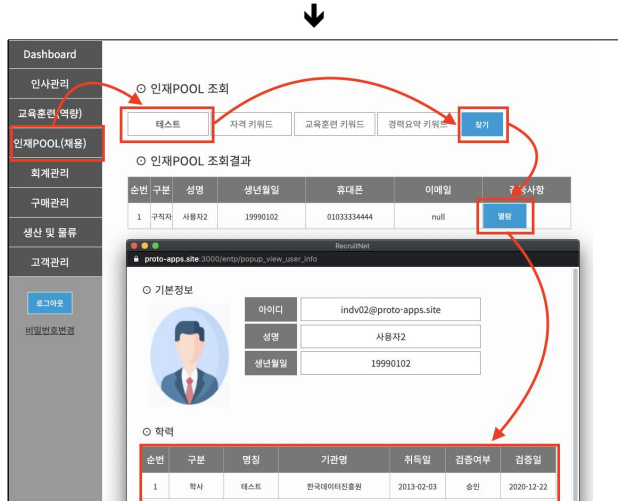 Dashboard
인사관리
교육훈련(역량)
인재POOL(채용)
회계관리
구매관리
생산 및 물류
고객관리
로그아웃
비밀번호변경
⊙ 인재POOL 조회
테스트 자격 키워드 교육훈련 키워드 경력요약 키워드 찾기
⊙ 인재POOL 조회결과
순번 구분 성명 생년월일 휴대폰 이메일 검증사항
1 구직자 사용자2 19990102 01033334444 null 열람
RecruitNet
proto-apps.site:3000/entp/popup_view_user_info
⊙ 기본정보
아이디 indv02@proto-apps.site
성명 사용자2
생년월일 19990102
⊙ 학력
순번 구분 명칭 기관명 취득일 검증여부 검증일
1 학사 테스트 한국데이터진흥원 2013-02-03 승인 2020-12-22